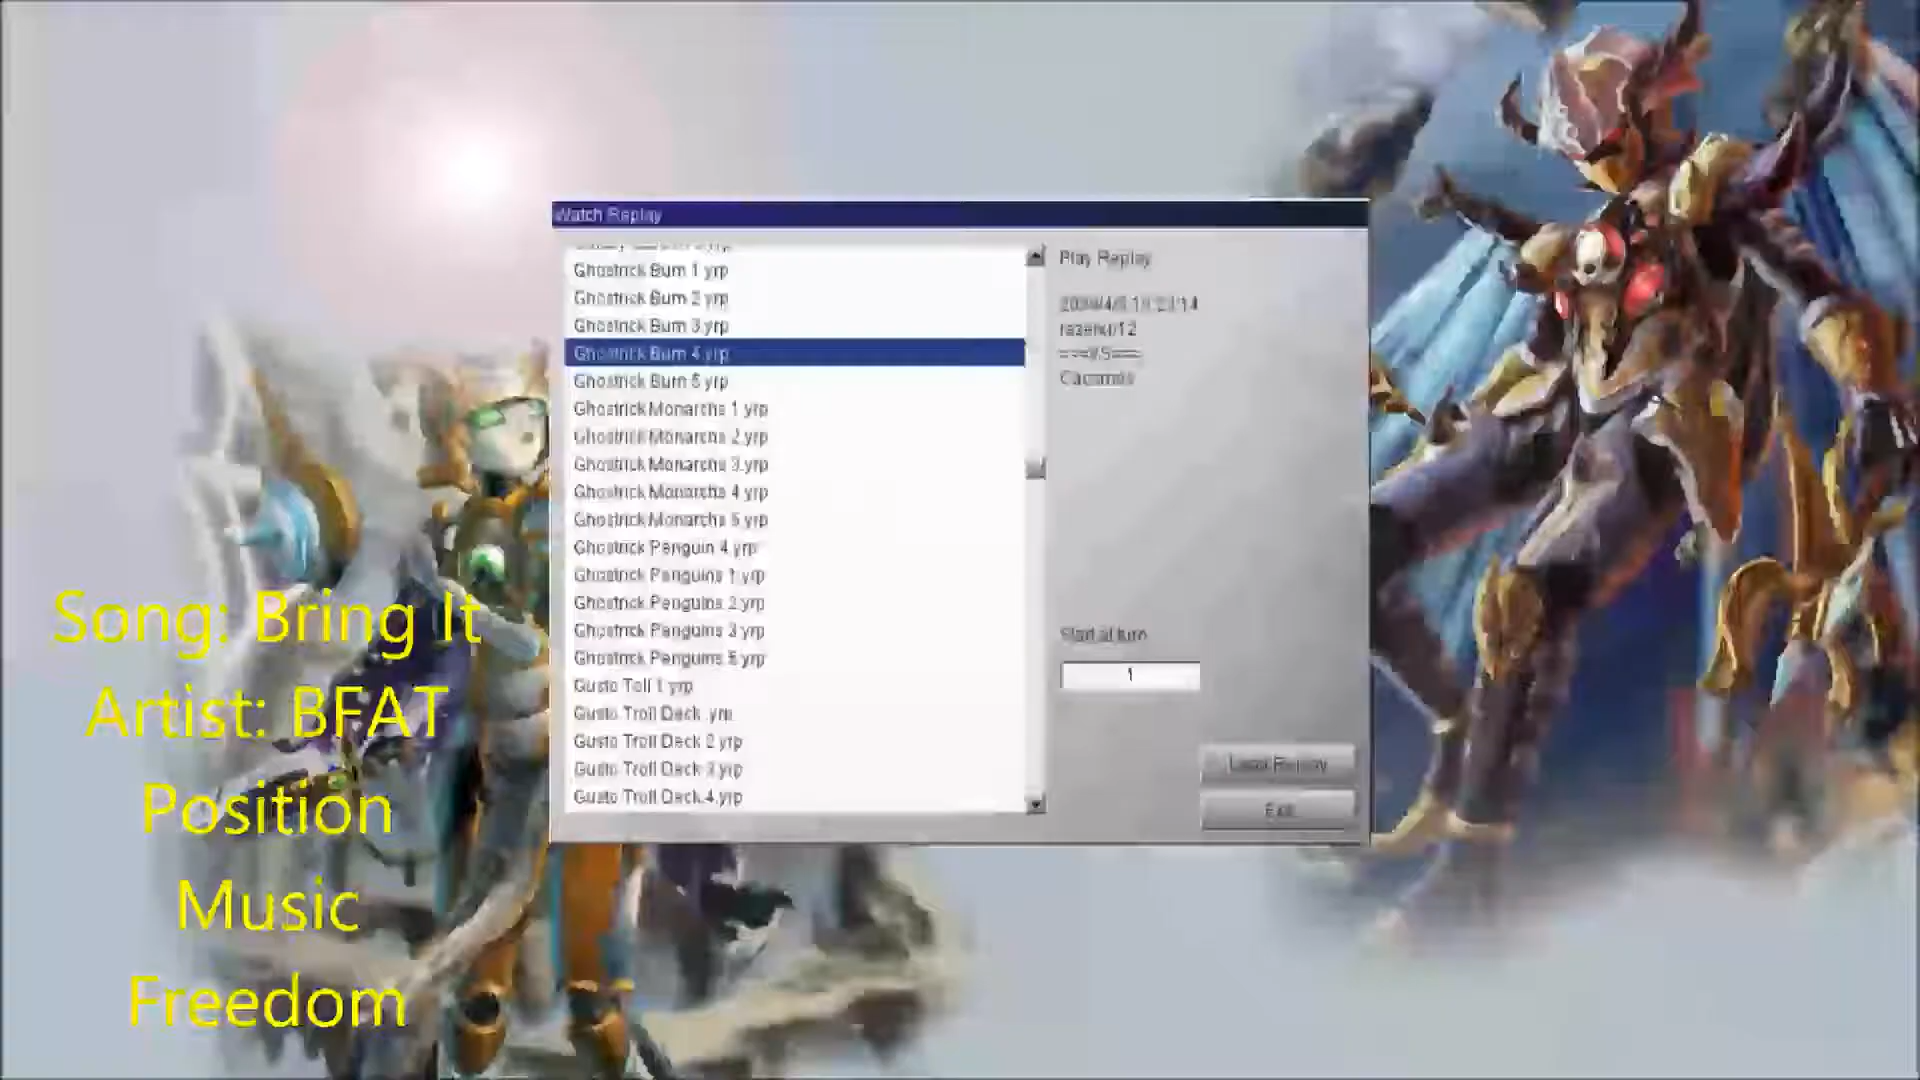 Watch Replay
Ghostrick Burn 1.yrp
Ghostrick Burn 2.yrp
Ghostrick Burn 3.yrp
Ghostrick Burn 4.yrp
Ghostrick Burn 5.yrp
Ghostrick Monarchs 1.yrp
Ghostrick Monarchs 2.yrp
Ghostrick Monarchs 3.yrp
Ghostrick Monarchs 4.yrp
Ghostrick Monarchs 5.yrp
Ghostrick Penguin 4.yrp
Ghostrick Penguins 1.yrp
Ghostrick Penguins 2.yrp
Ghostrick Penguins 3.yrp
Ghostrick Penguins 5.yrp
Gusto Toll 1.yrp
Gusto Troll Deck .yrp
Gusto Troll Deck 2.yrp
Gusto Troll Deck 3.yrp
Gusto Troll Deck 4.yrp
Play Replay
===VS===
Start at turn
1
Load Replay
Exit
Song: Bring It
Artist: BFAT
Position
Music
Freedom